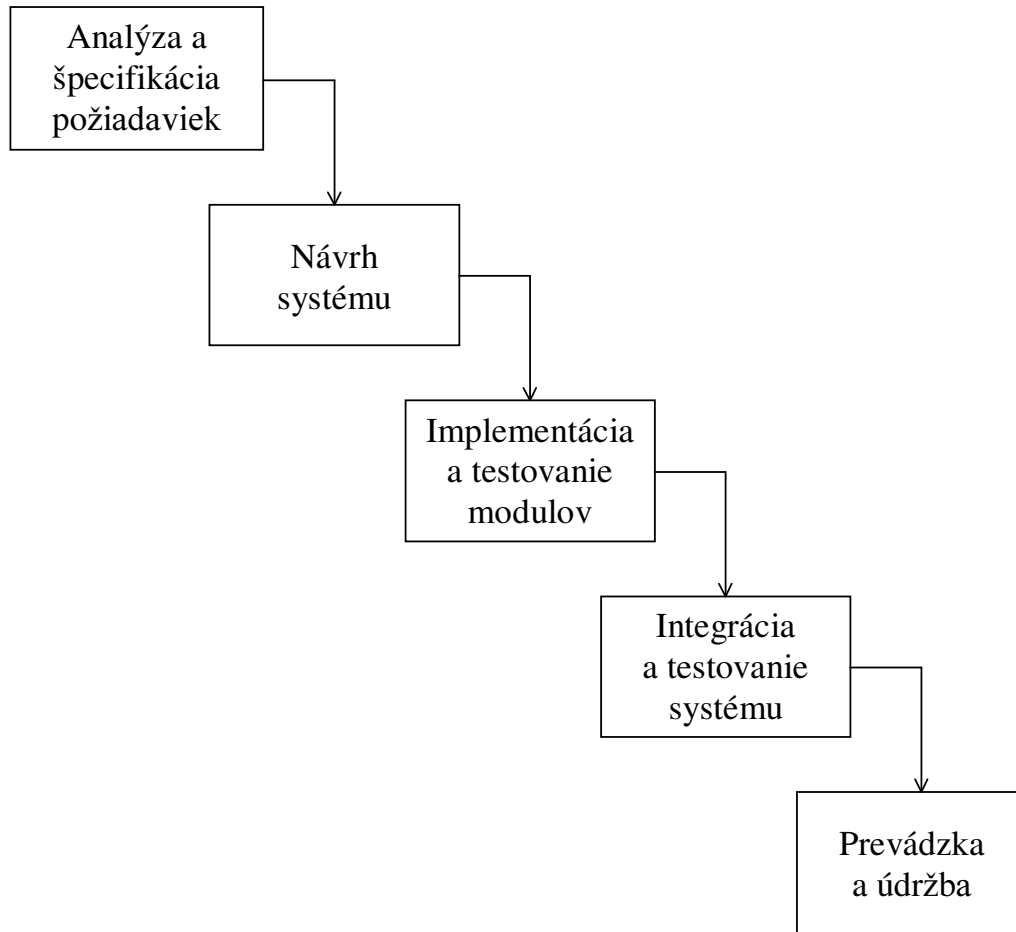 Analýza a
špecifikácia
požiadaviek
Návrh
systému
Implementácia
a testovanie
modulov
Integrácia
a testovanie
systému
Prevádzka
a údržba